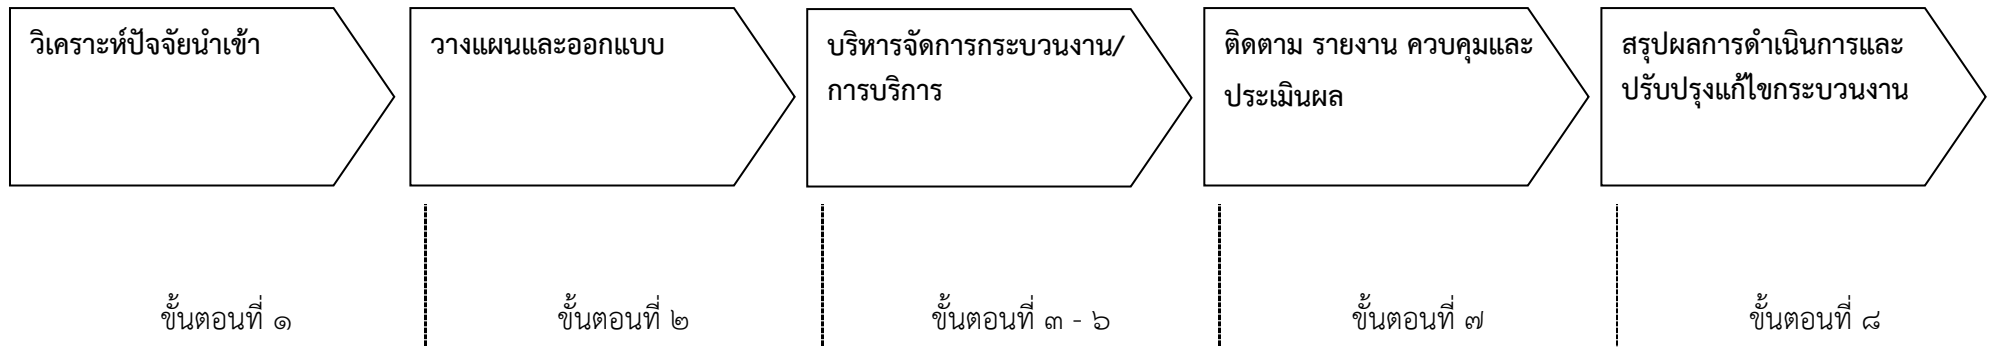 วิเคราะห์ปัจจัยนำเข้า
วางแผนและออกแบบ
บริหารจัดการกระบวนงาน/
การบริการ
ติดตาม รายงาน ควบคุมและ
ประเมินผล
สรุปผลการดำเนินการและ
ปรับปรุงแก้ไขกระบวนงาน
ขั้นตอนที่ ๑
ขั้นตอนที่ ๒
ขั้นตอนที่ ๓ - ๖
ขั้นตอนที่ ๗
ขั้นตอนที่ ๘